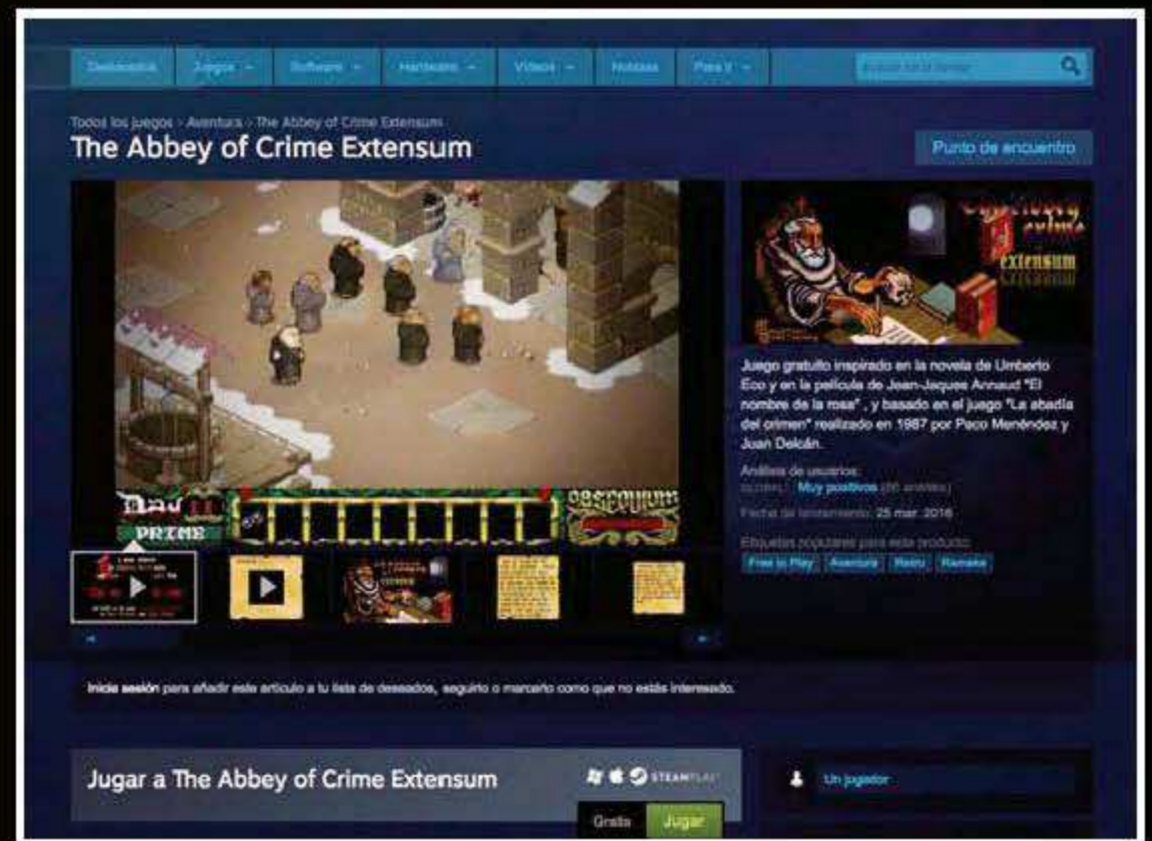 Destacados Juegos Software Hardware Vídeos Noticias Para ti
Todos los juegos > Aventura > The Abbey of Crime Extensum
The Abbey of Crime Extensum
Punto de encuentro
extensum
Juego gratuito inspirado en la novela de Umberto
Eco y en la película de Jean-Jaques Annaud "El
nombre de la rosa" , y basado en el juego "La abadía
del crimen" realizado en 1987 por Paco Menéndez y
Juan Delcán.
Análisis de usuarios:
Muy positivos
Fecha de lanzamiento: 25 mar. 2016
Etiquetas populares para este producto:
Free to Play Aventura Retro Remake
PRIME
obsequium
Inicia sesión para añadir este artículo a tu lista de deseados, seguirlo o marcarlo como que no estás interesado.
Jugar a The Abbey of Crime Extensum
STEAMPLAY
Gratis Jugar
Un jugador